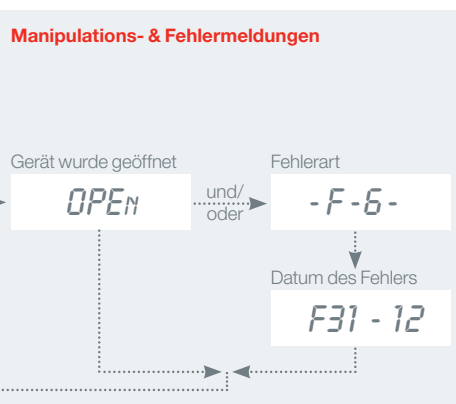 Manipulations- & Fehlermeldungen
Gerät wurde geöffnet
OPEn
und/
oder
Fehlerart
-F-6-
Datum des Fehlers
F31 - 12